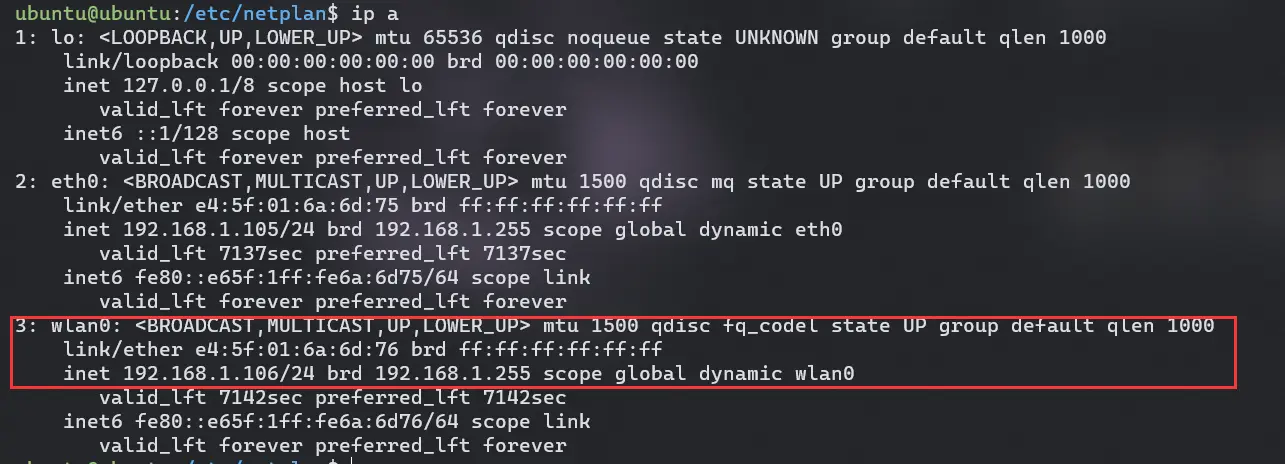 ubuntu@ubuntu:/etc/netplan$ ip a
1: lo: <LOOPBACK,UP,LOWER_UP> mtu 65536 qdisc noqueue state UNKNOWN group default qlen 1000
    link/loopback 00:00:00:00:00:00 brd 00:00:00:00:00:00
    inet 127.0.0.1/8 scope host lo
       valid_lft forever preferred_lft forever
    inet6 ::1/128 scope host
       valid_lft forever preferred_lft forever
2: eth0: <BROADCAST,MULTICAST,UP,LOWER_UP> mtu 1500 qdisc mq state UP group default qlen 1000
    link/ether e4:5f:01:6a:6d:75 brd ff:ff:ff:ff:ff:ff
    inet 192.168.1.105/24 brd 192.168.1.255 scope global dynamic eth0
       valid_lft 7137sec preferred_lft 7137sec
    inet6 fe80::e65f:1ff:fe6a:6d75/64 scope link
       valid_lft forever preferred_lft forever
3: wlan0: <BROADCAST,MULTICAST,UP,LOWER_UP> mtu 1500 qdisc fq_codel state UP group default qlen 1000
    link/ether e4:5f:01:6a:6d:76 brd ff:ff:ff:ff:ff:ff
    inet 192.168.1.106/24 brd 192.168.1.255 scope global dynamic wlan0
       valid_lft 7142sec preferred_lft 7142sec
    inet6 fe80::e65f:1ff:fe6a:6d76/64 scope link
       valid_lft forever preferred_lft forever